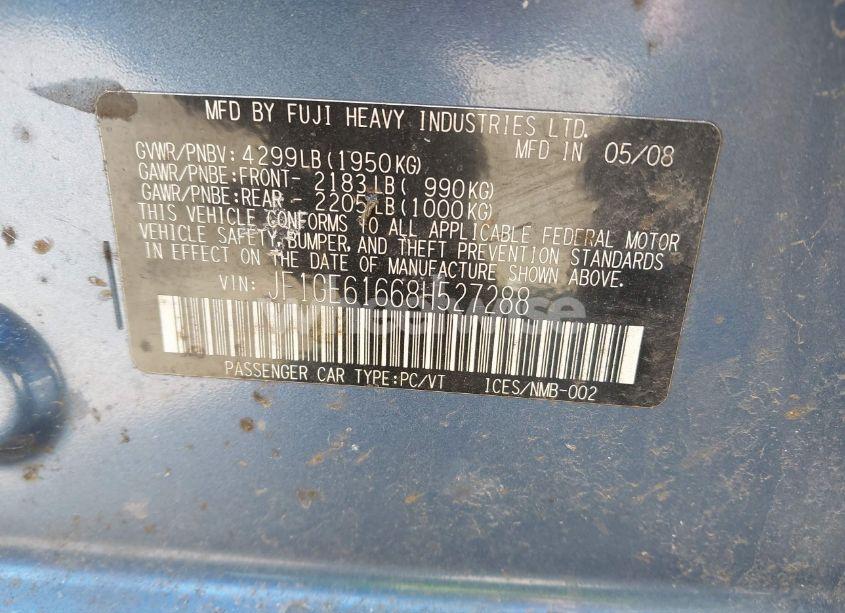 MFD BY FUJI HEAVY INDUSTRIES LTD.
MFD IN 05/08
GVWR/PNBV: 4299LB(1950KG)
GAWR/PNBE:FRONT- 2183LB( 990KG)
GAWR/PNBE:REAR - 2205LB(1000KG)
THIS VEHICLE CONFORMS TO ALL APPLICABLE FEDERAL MOTOR
VEHICLE SAFETY, BUMPER, AND THEFT PREVENTION STANDARDS
IN EFFECT ON THE DATE OF MANUFACTURE SHOWN ABOVE.
VIN: JF1GE61668H527288
PASSENGER CAR TYPE:PC/VT ICES/NMB-002